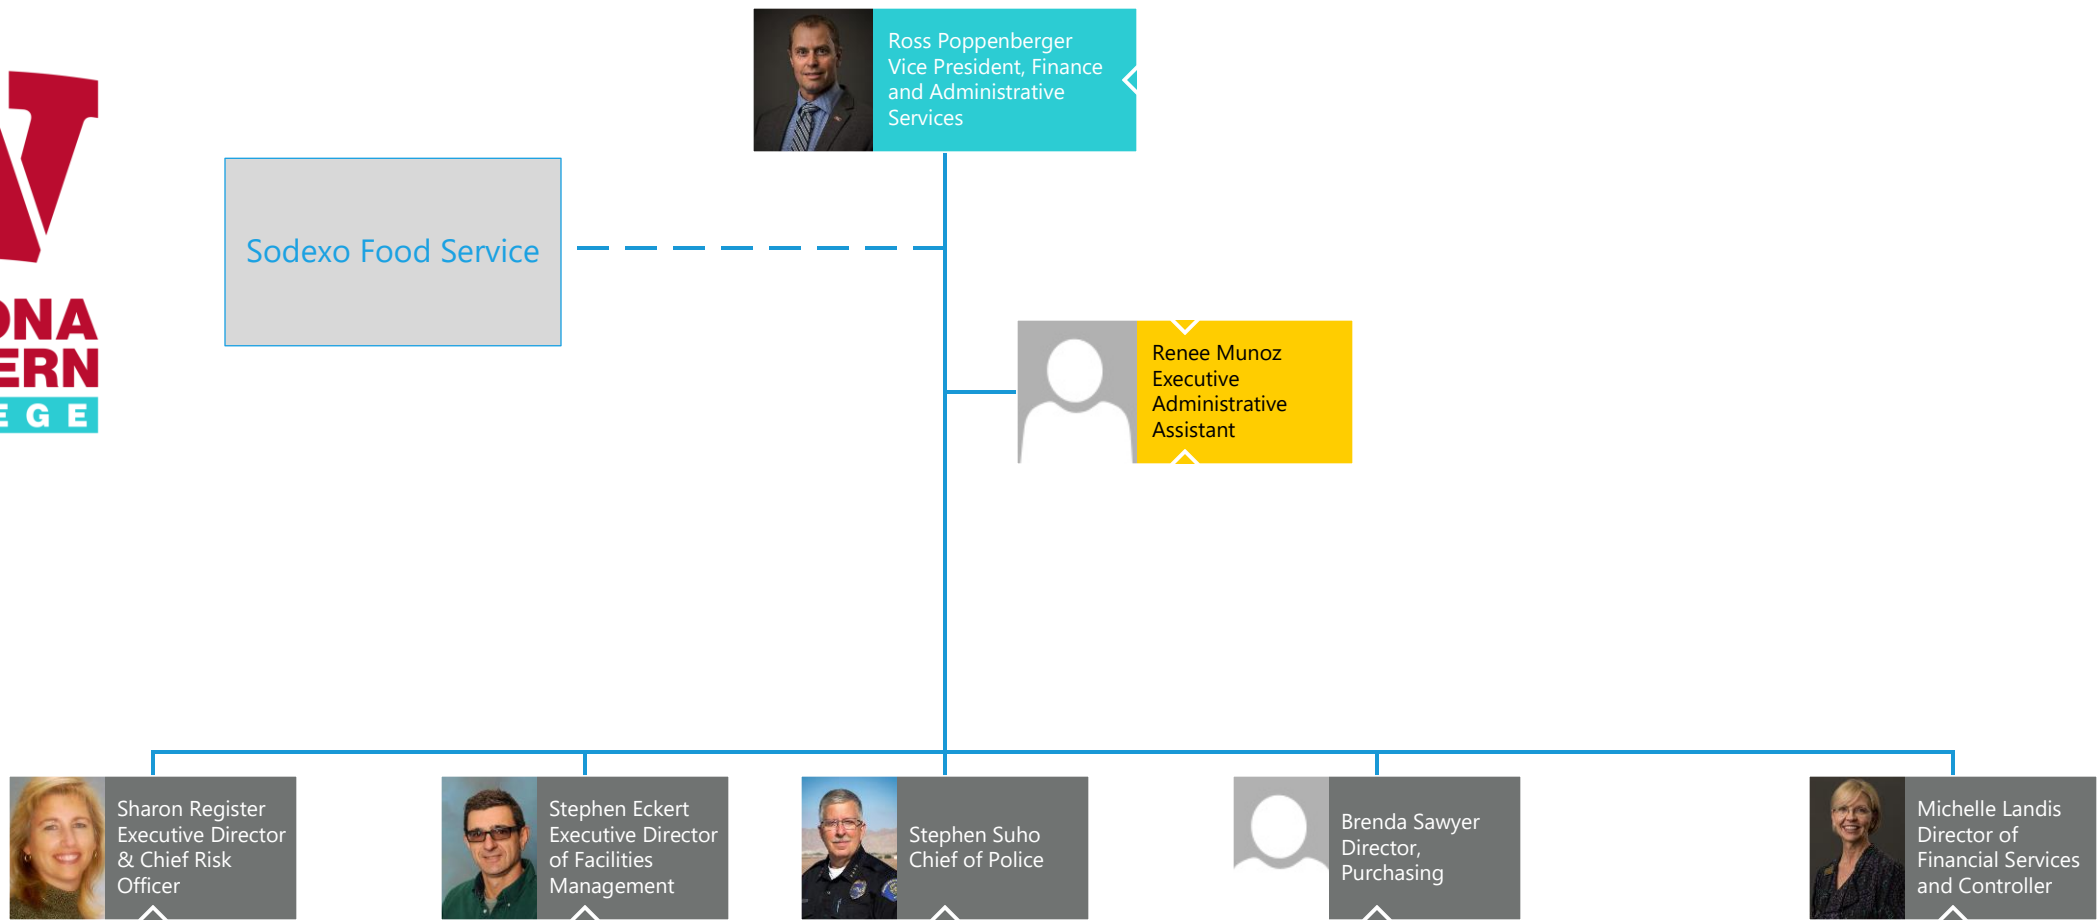 Ross Poppenberger
Vice President, Finance
and Administrative
Services
Sodexo Food Service
ONA
ERN
EGE
Renee Munoz
Executive
Administrative
Assistant
Sharon Register
Executive Director
& Chief Risk
Officer
Stephen Eckert
Executive Director
of Facilities
Management
Stephen Suho
Chief of Police
Brenda Sawyer
Director,
Purchasing
Michelle Landis
Director of
Financial Services
and Controller